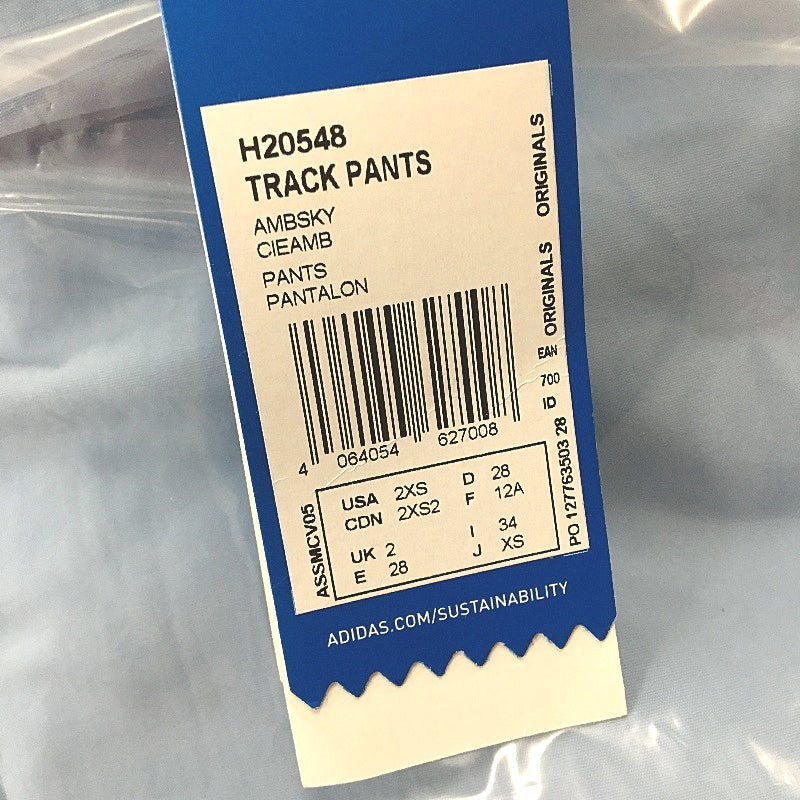 H20548
TRACK PANTS
AMBSKY
CIEAMB
PANTS
PANTALON
ORIGINALS
ORIGINALS
EAN
700
ID
PO 127763503 28
4 064054 627008
ASSMCV05
USA 2XS D 28
CDN 2XS2 F 12A
UK 2 I 34
E 28 J XS
ADIDAS.COM/SUSTAINABILITY